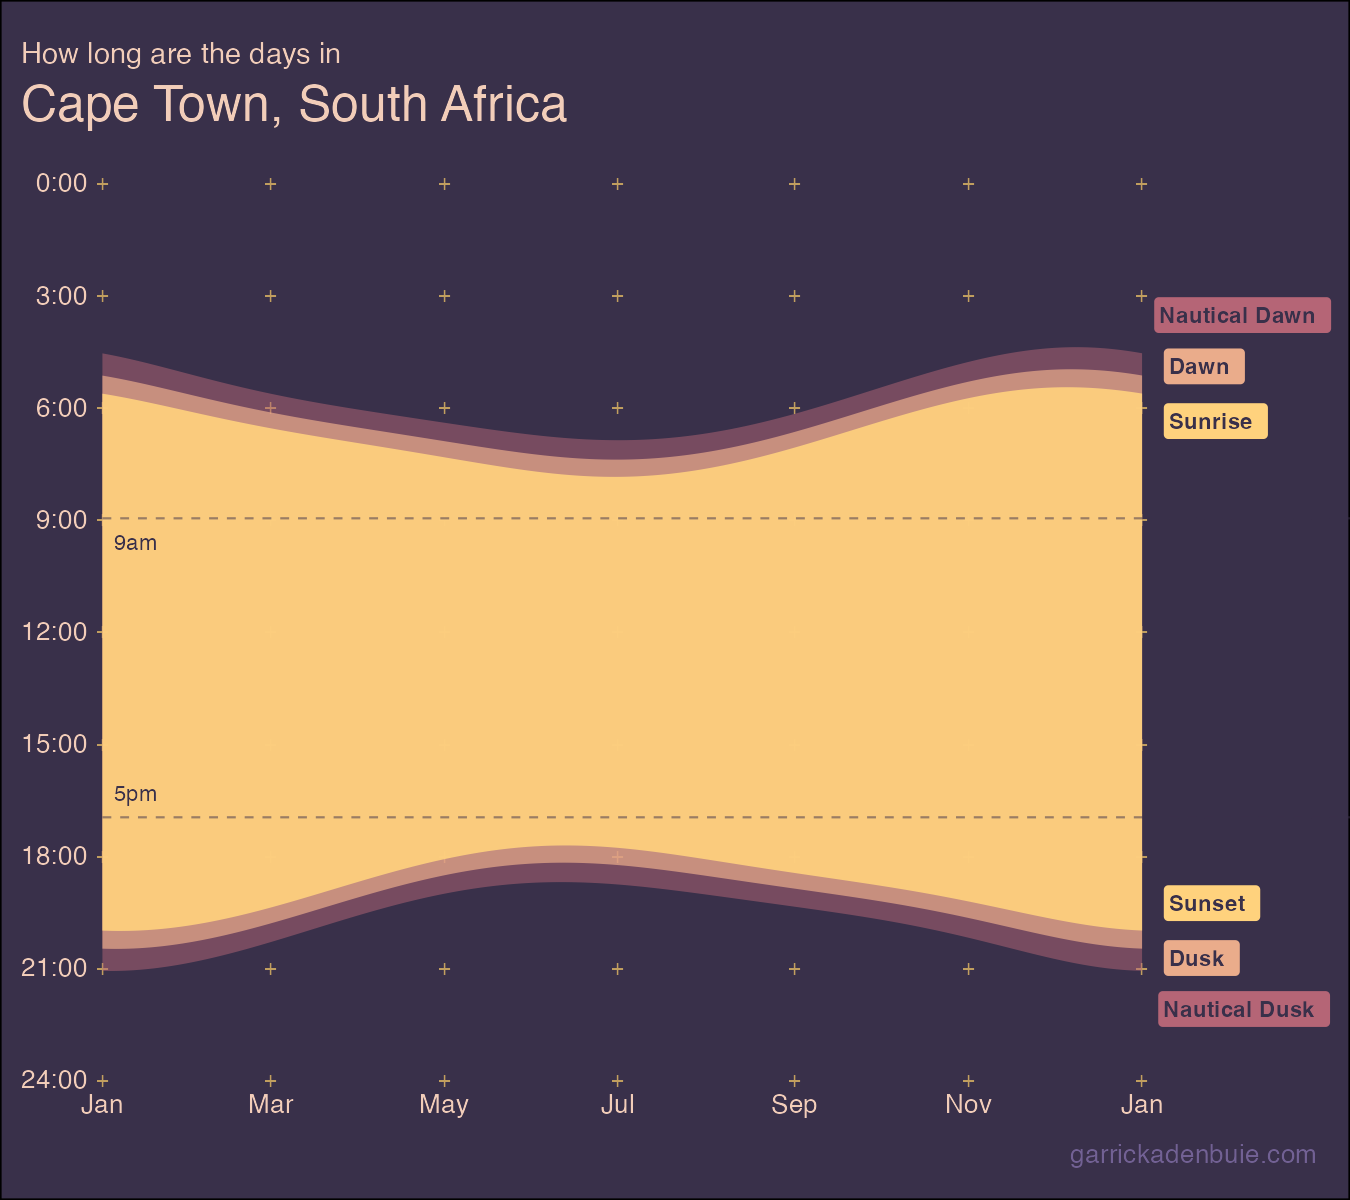 How long are the days in
Cape Town, South Africa
0:00
3:00
Nautical Dawn
Dawn
6:00
Sunrise
9:00
9am
12:00
15:00
5pm
18:00
Sunset
Dusk
21:00
Nautical Dusk
24:00
Jan Mar May Jul Sep Nov Jan
garrickadenbuie.com